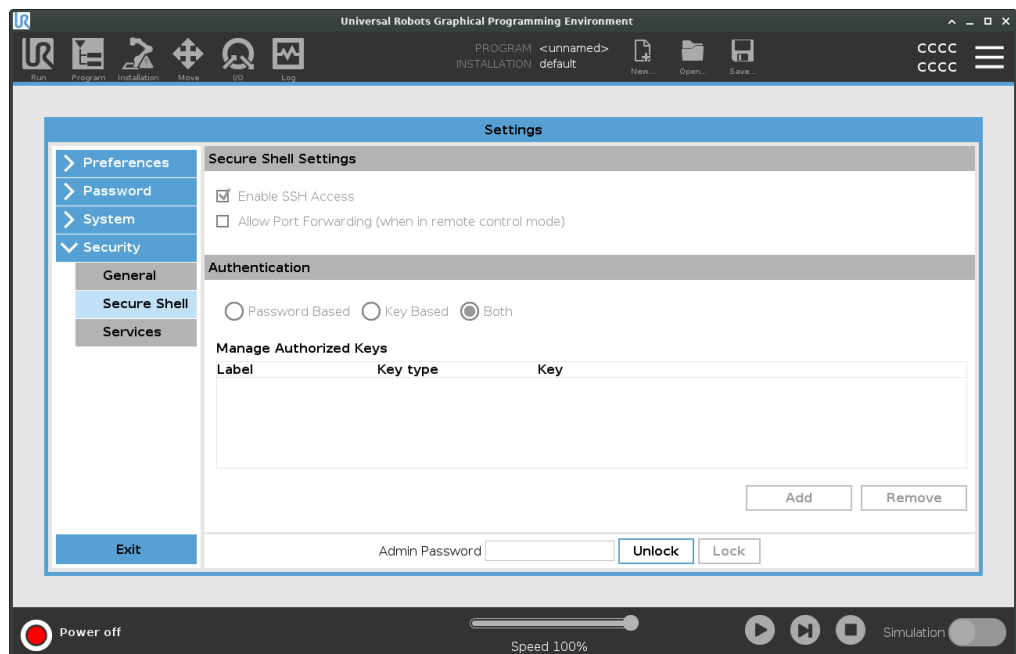 UR
Universal Robots Graphical Programming Environment
UR
PROGRAM <unnamed>
INSTALLATION default
CCCC
CCCC
Run Program Installation Move I/O Log New... Open... Save...
Settings
Preferences
Password
System
Security
General
Secure Shell
Services
Exit
Secure Shell Settings
Enable SSH Access
Allow Port Forwarding (when in remote control mode)
Authentication
Password Based Key Based Both
Manage Authorized Keys
Label Key type Key
Add Remove
Admin Password Unlock Lock
Power off
Speed 100%
Simulation